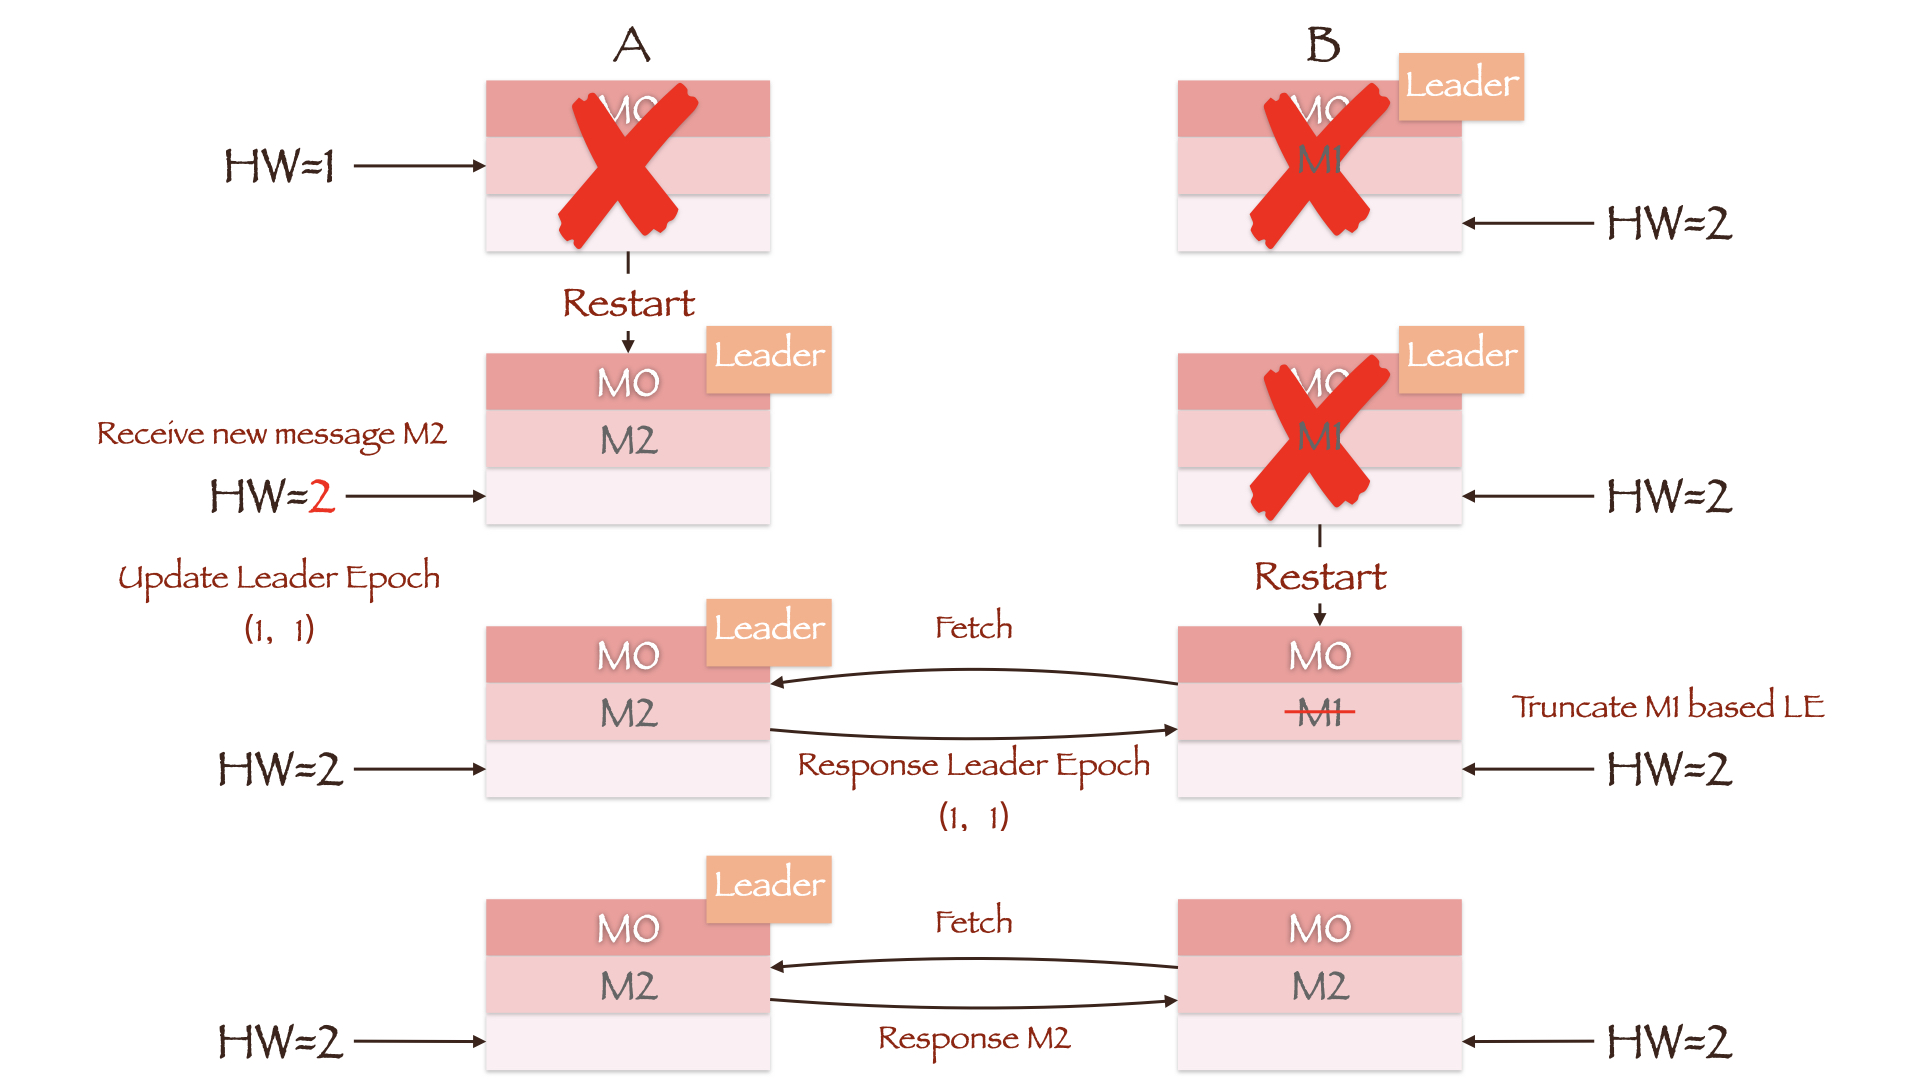 A
B
Leader
M0
M0
M1
HW=1
HW=2
Restart
Leader
Leader
M0
M0
Receive new message M2
M2
M1
HW=2
HW=2
Update Leader Epoch
(1, 1)
Restart
Leader
Fetch
M0
M0
M2
M1
Truncate M1 based LE
HW=2
Response Leader Epoch
(1, 1)
HW=2
Leader
Fetch
M0
M0
M2
M2
HW=2
Response M2
HW=2